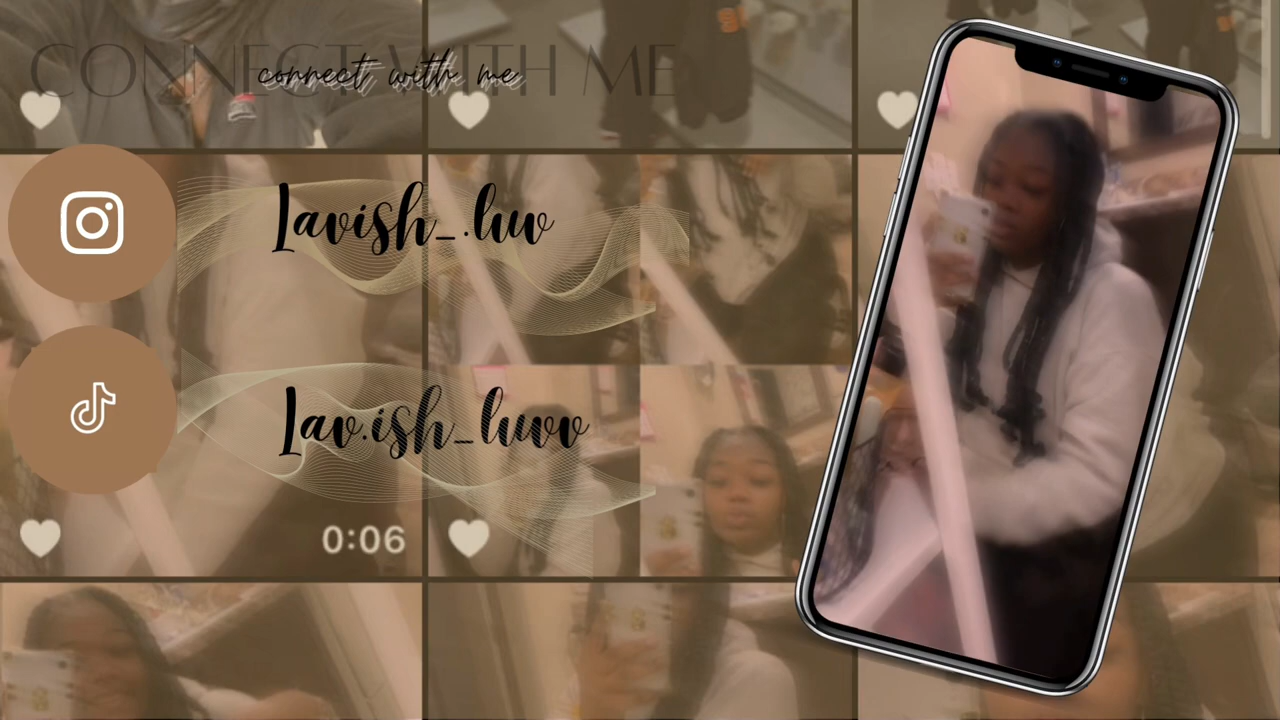 CONNECT WITH ME
connect with me
Lavish_.luv
Lav.ish_luvv
0:06